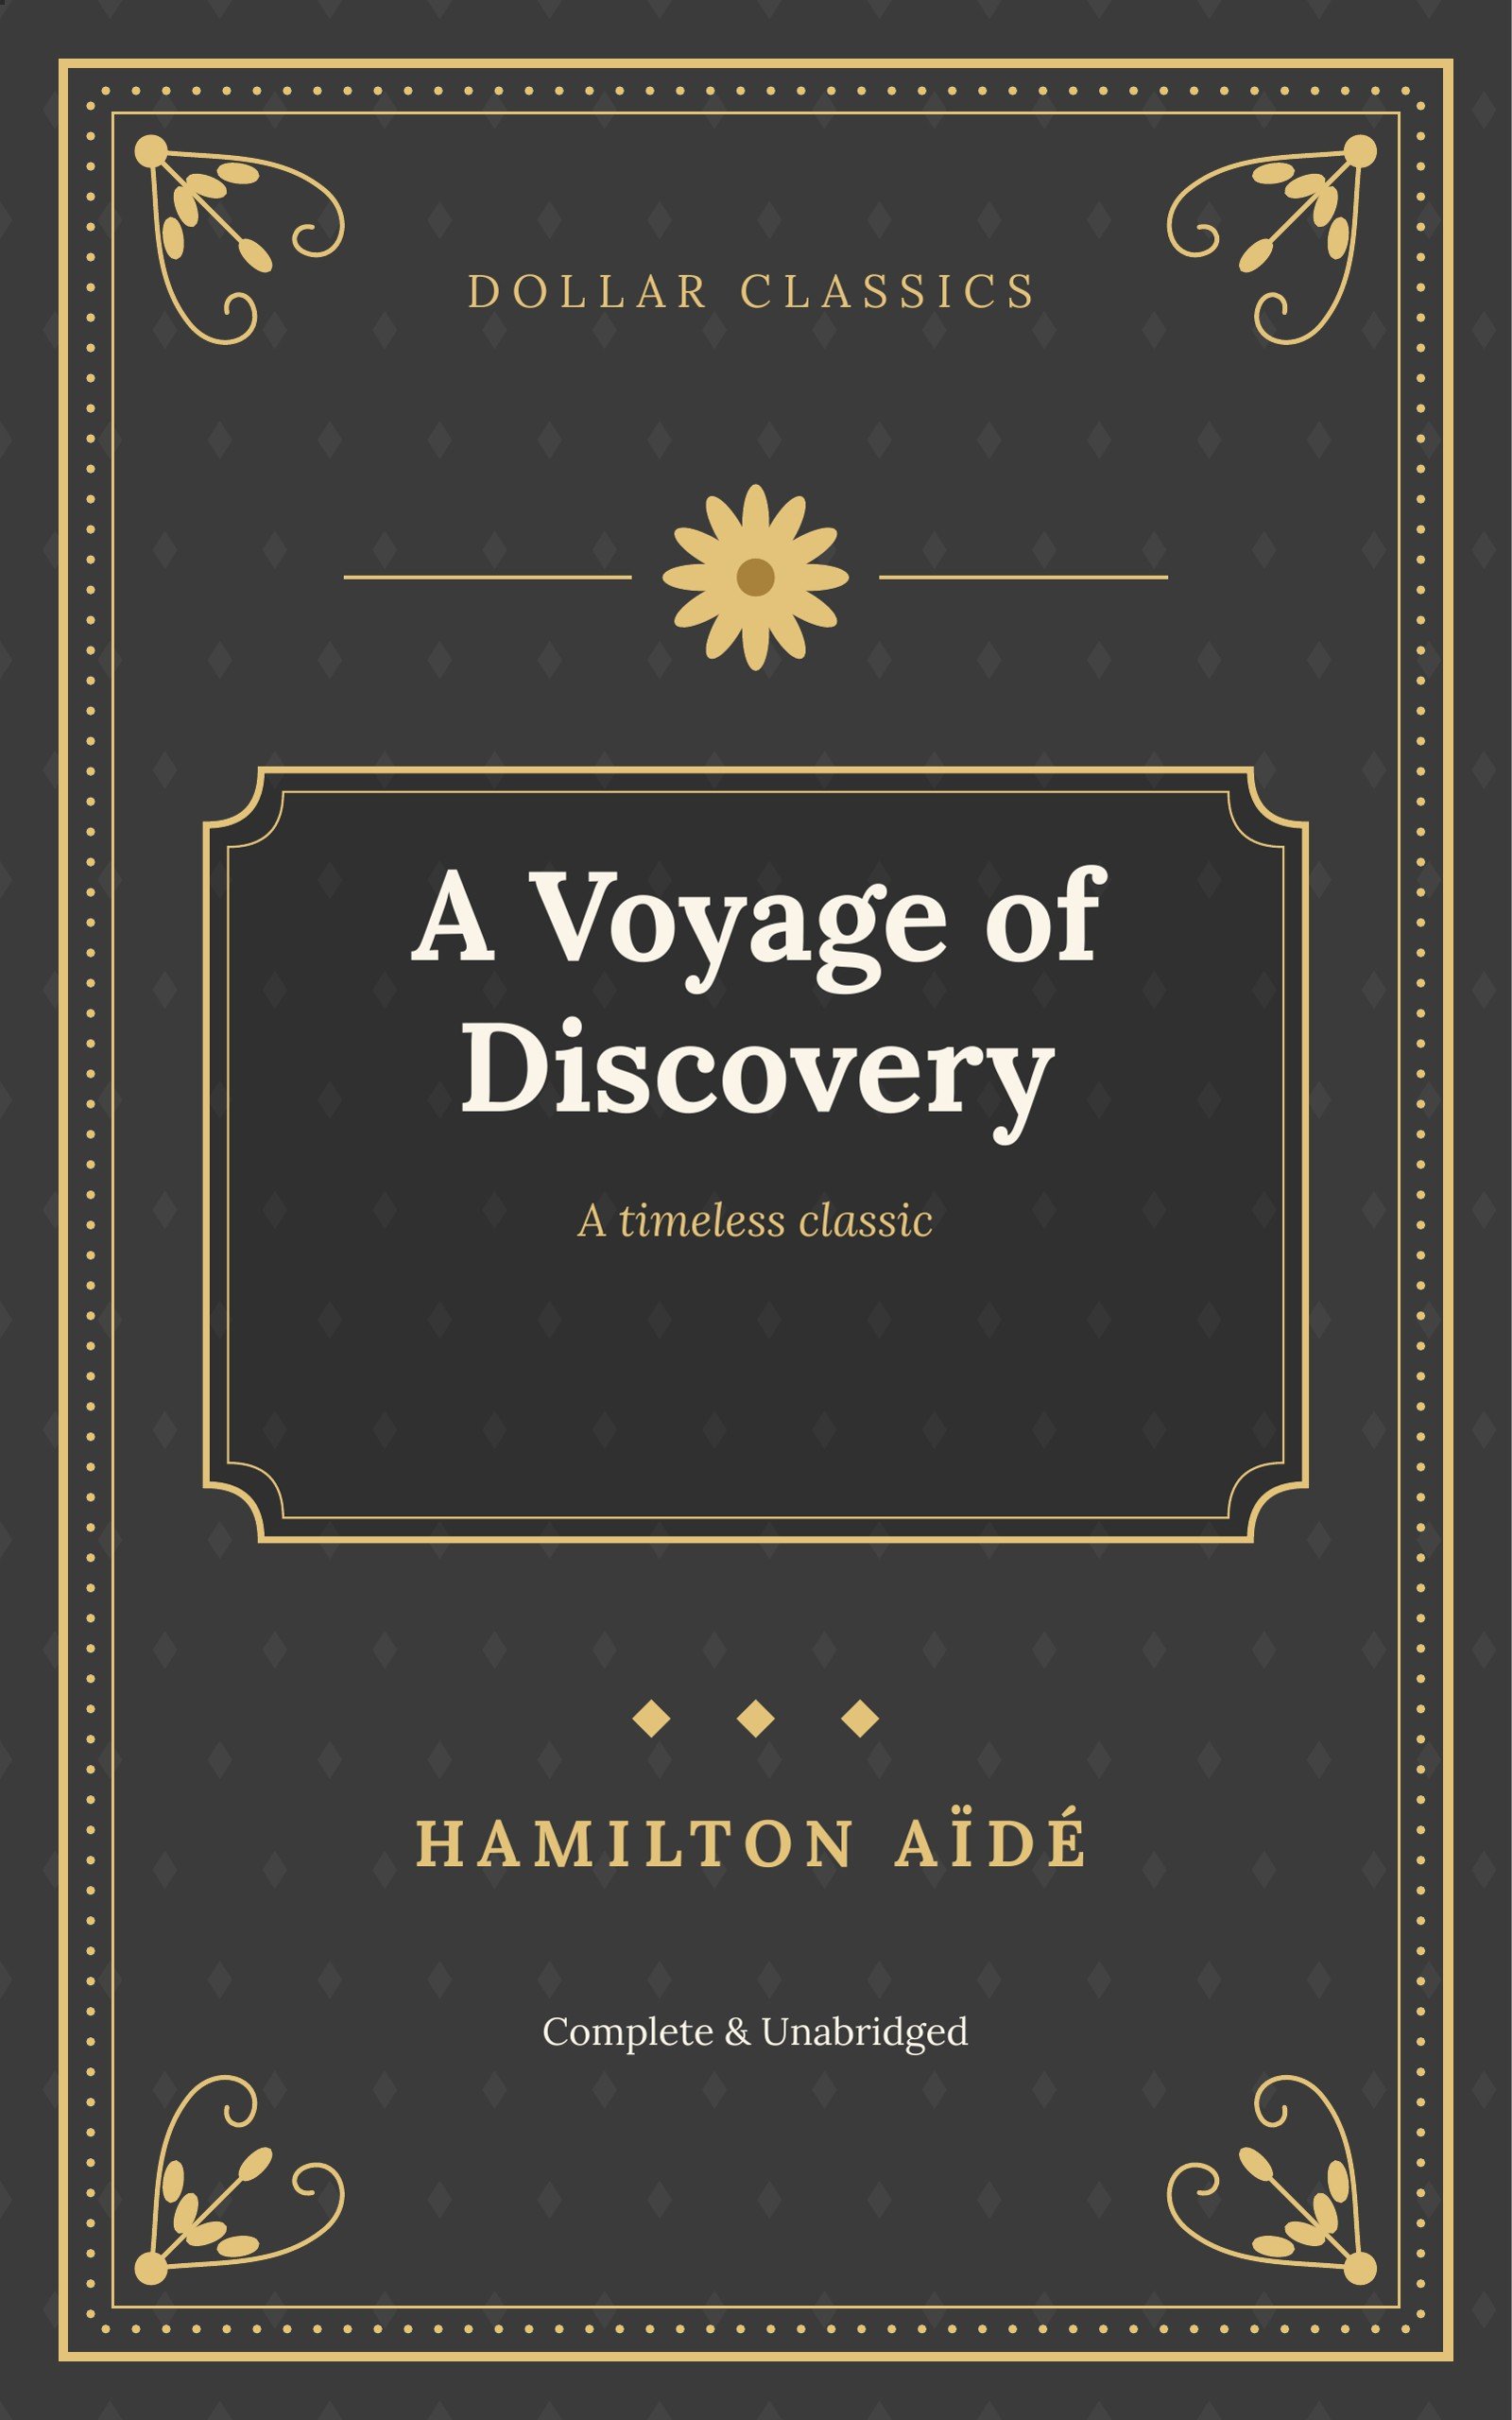 DOLLAR CLASSICS
A Voyage of
Discovery
A timeless classic
HAMILTON AÏDÉ
Complete & Unabridged